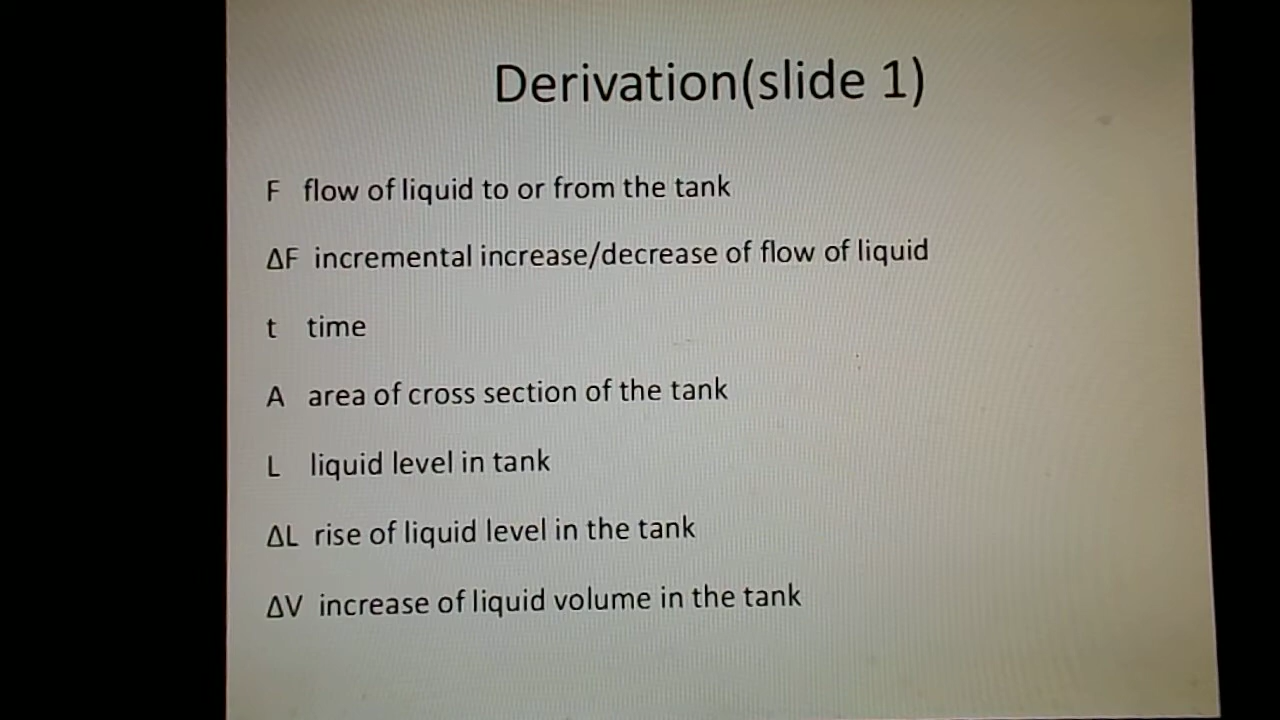 Derivation(slide 1)
F flow of liquid to or from the tank
ΔF incremental increase/decrease of flow of liquid
t time
A area of cross section of the tank
L liquid level in tank
ΔL rise of liquid level in the tank
ΔV increase of liquid volume in the tank